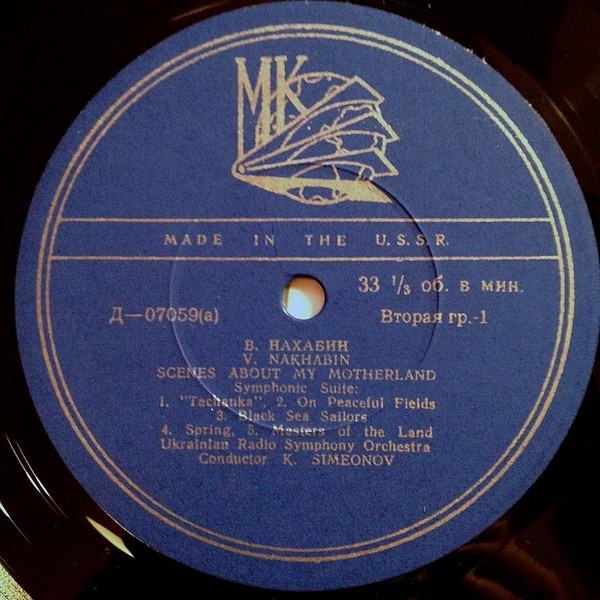 МК
MADE IN THE U.S.S.R.
33 ⅓ об. в мин.
Д—07059(а)
Вторая гр.-1
В. НАХАБИН
V. NAKHABIN
SCENES ABOUT MY MOTHERLAND
Symphonic Suite:
1. "Tachanka", 2. On Peaceful Fields
3. Black Sea Sailors
4. Spring, 5. Masters of the Land
Ukrainian Radio Symphony Orchestra
Conductor K. SIMEONOV